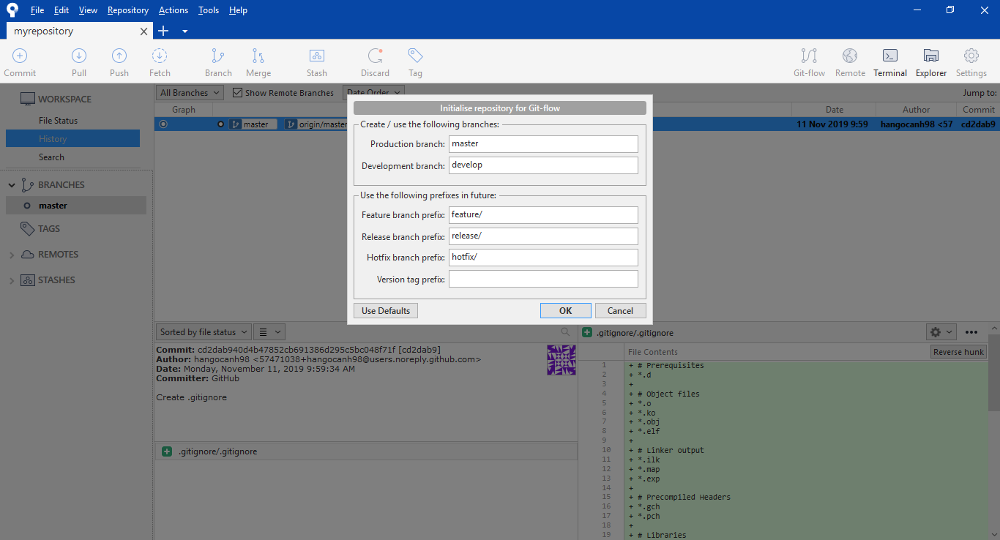 File Edit View Repository Actions Tools Help
myrepository
Commit Pull Push Fetch Branch Merge Stash Discard Tag Git-flow Remote Terminal Explorer Settings
WORKSPACE
File Status
History
Search
BRANCHES
master
TAGS
REMOTES
STASHES
All Branches Show Remote Branches Date Order Jump to:
Graph Date Author Commit
master origin/master 11 Nov 2019 9:59 hangocanh98 <57 cd2dab9
Initialise repository for Git-flow
Create / use the following branches:
Production branch: master
Development branch: develop
Use the following prefixes in future:
Feature branch prefix: feature/
Release branch prefix: release/
Hotfix branch prefix: hotfix/
Version tag prefix:
Use Defaults OK Cancel
Sorted by file status
Commit: cd2dab940d4b47852cb691386d295c5bc048f71f [cd2dab9]
Author: hangocanh98 <57471038+hangocanh98@users.noreply.github.com>
Date: Monday, November 11, 2019 9:59:34 AM
Committer: GitHub
Create .gitignore
.gitignore/.gitignore
.gitignore/.gitignore
File Contents Reverse hunk
1 + # Prerequisites
2 + *.d
3 +
4 + # Object files
5 + *.o
6 + *.ko
7 + *.obj
8 + *.elf
9 +
10 + # Linker output
11 + *.ilk
12 + *.map
13 + *.exp
14 +
15 + # Precompiled Headers
16 + *.gch
17 + *.pch
18 +
19 + # Libraries